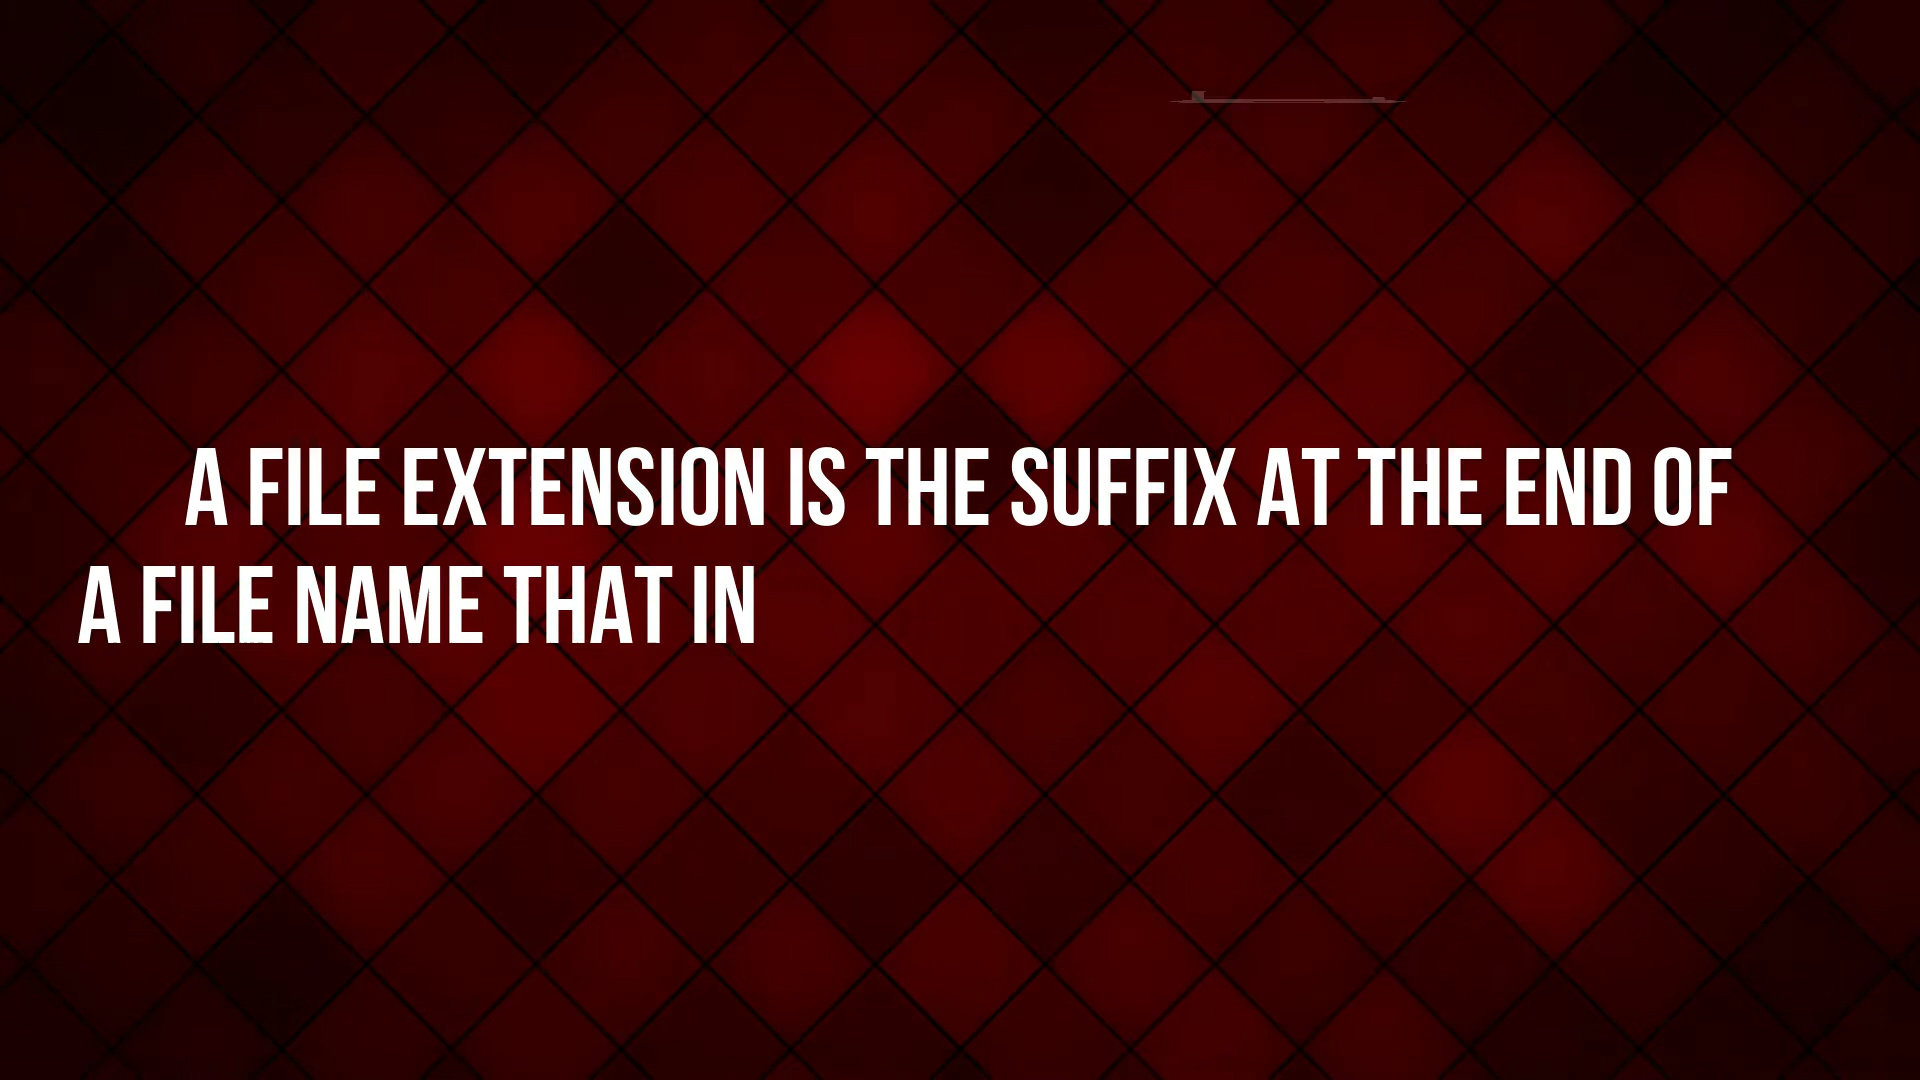 A FILE EXTENSION IS THE SUFFIX AT THE END OF
A FILE NAME THAT IN